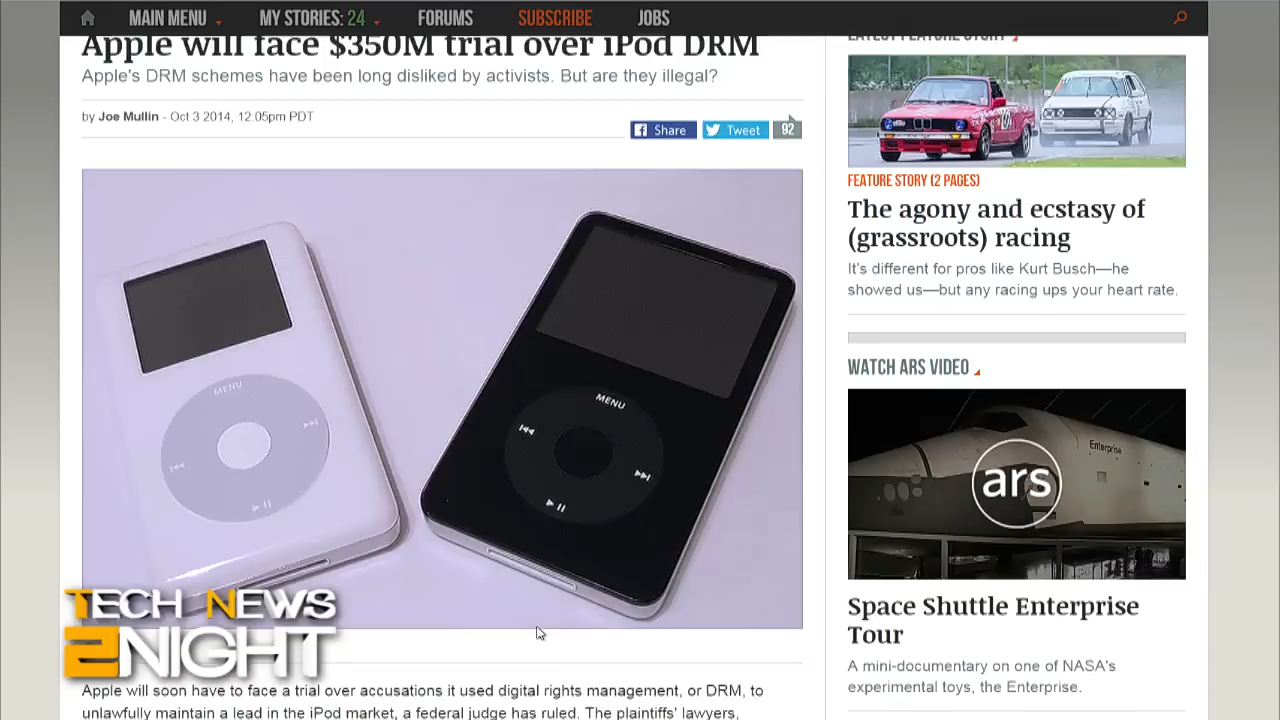 MAIN MENU MY STORIES: 24 FORUMS SUBSCRIBE JOBS
Apple will face $350M trial over iPod DRM
Apple's DRM schemes have been long disliked by activists. But are they illegal?
by Joe Mullin - Oct 3 2014, 12:05pm PDT
Share Tweet 92
MENU
MENU
TECH NEWS
2NIGHT
Apple will soon have to face a trial over accusations it used digital rights management, or DRM, to
unlawfully maintain a lead in the iPod market, a federal judge has ruled. The plaintiffs' lawyers,
LATEST FEATURE STORY
FEATURE STORY (2 PAGES)
The agony and ecstasy of
(grassroots) racing
It's different for pros like Kurt Busch—he
showed us—but any racing ups your heart rate.
WATCH ARS VIDEO
Enterprise
ars
Space Shuttle Enterprise
Tour
A mini-documentary on one of NASA's
experimental toys, the Enterprise.